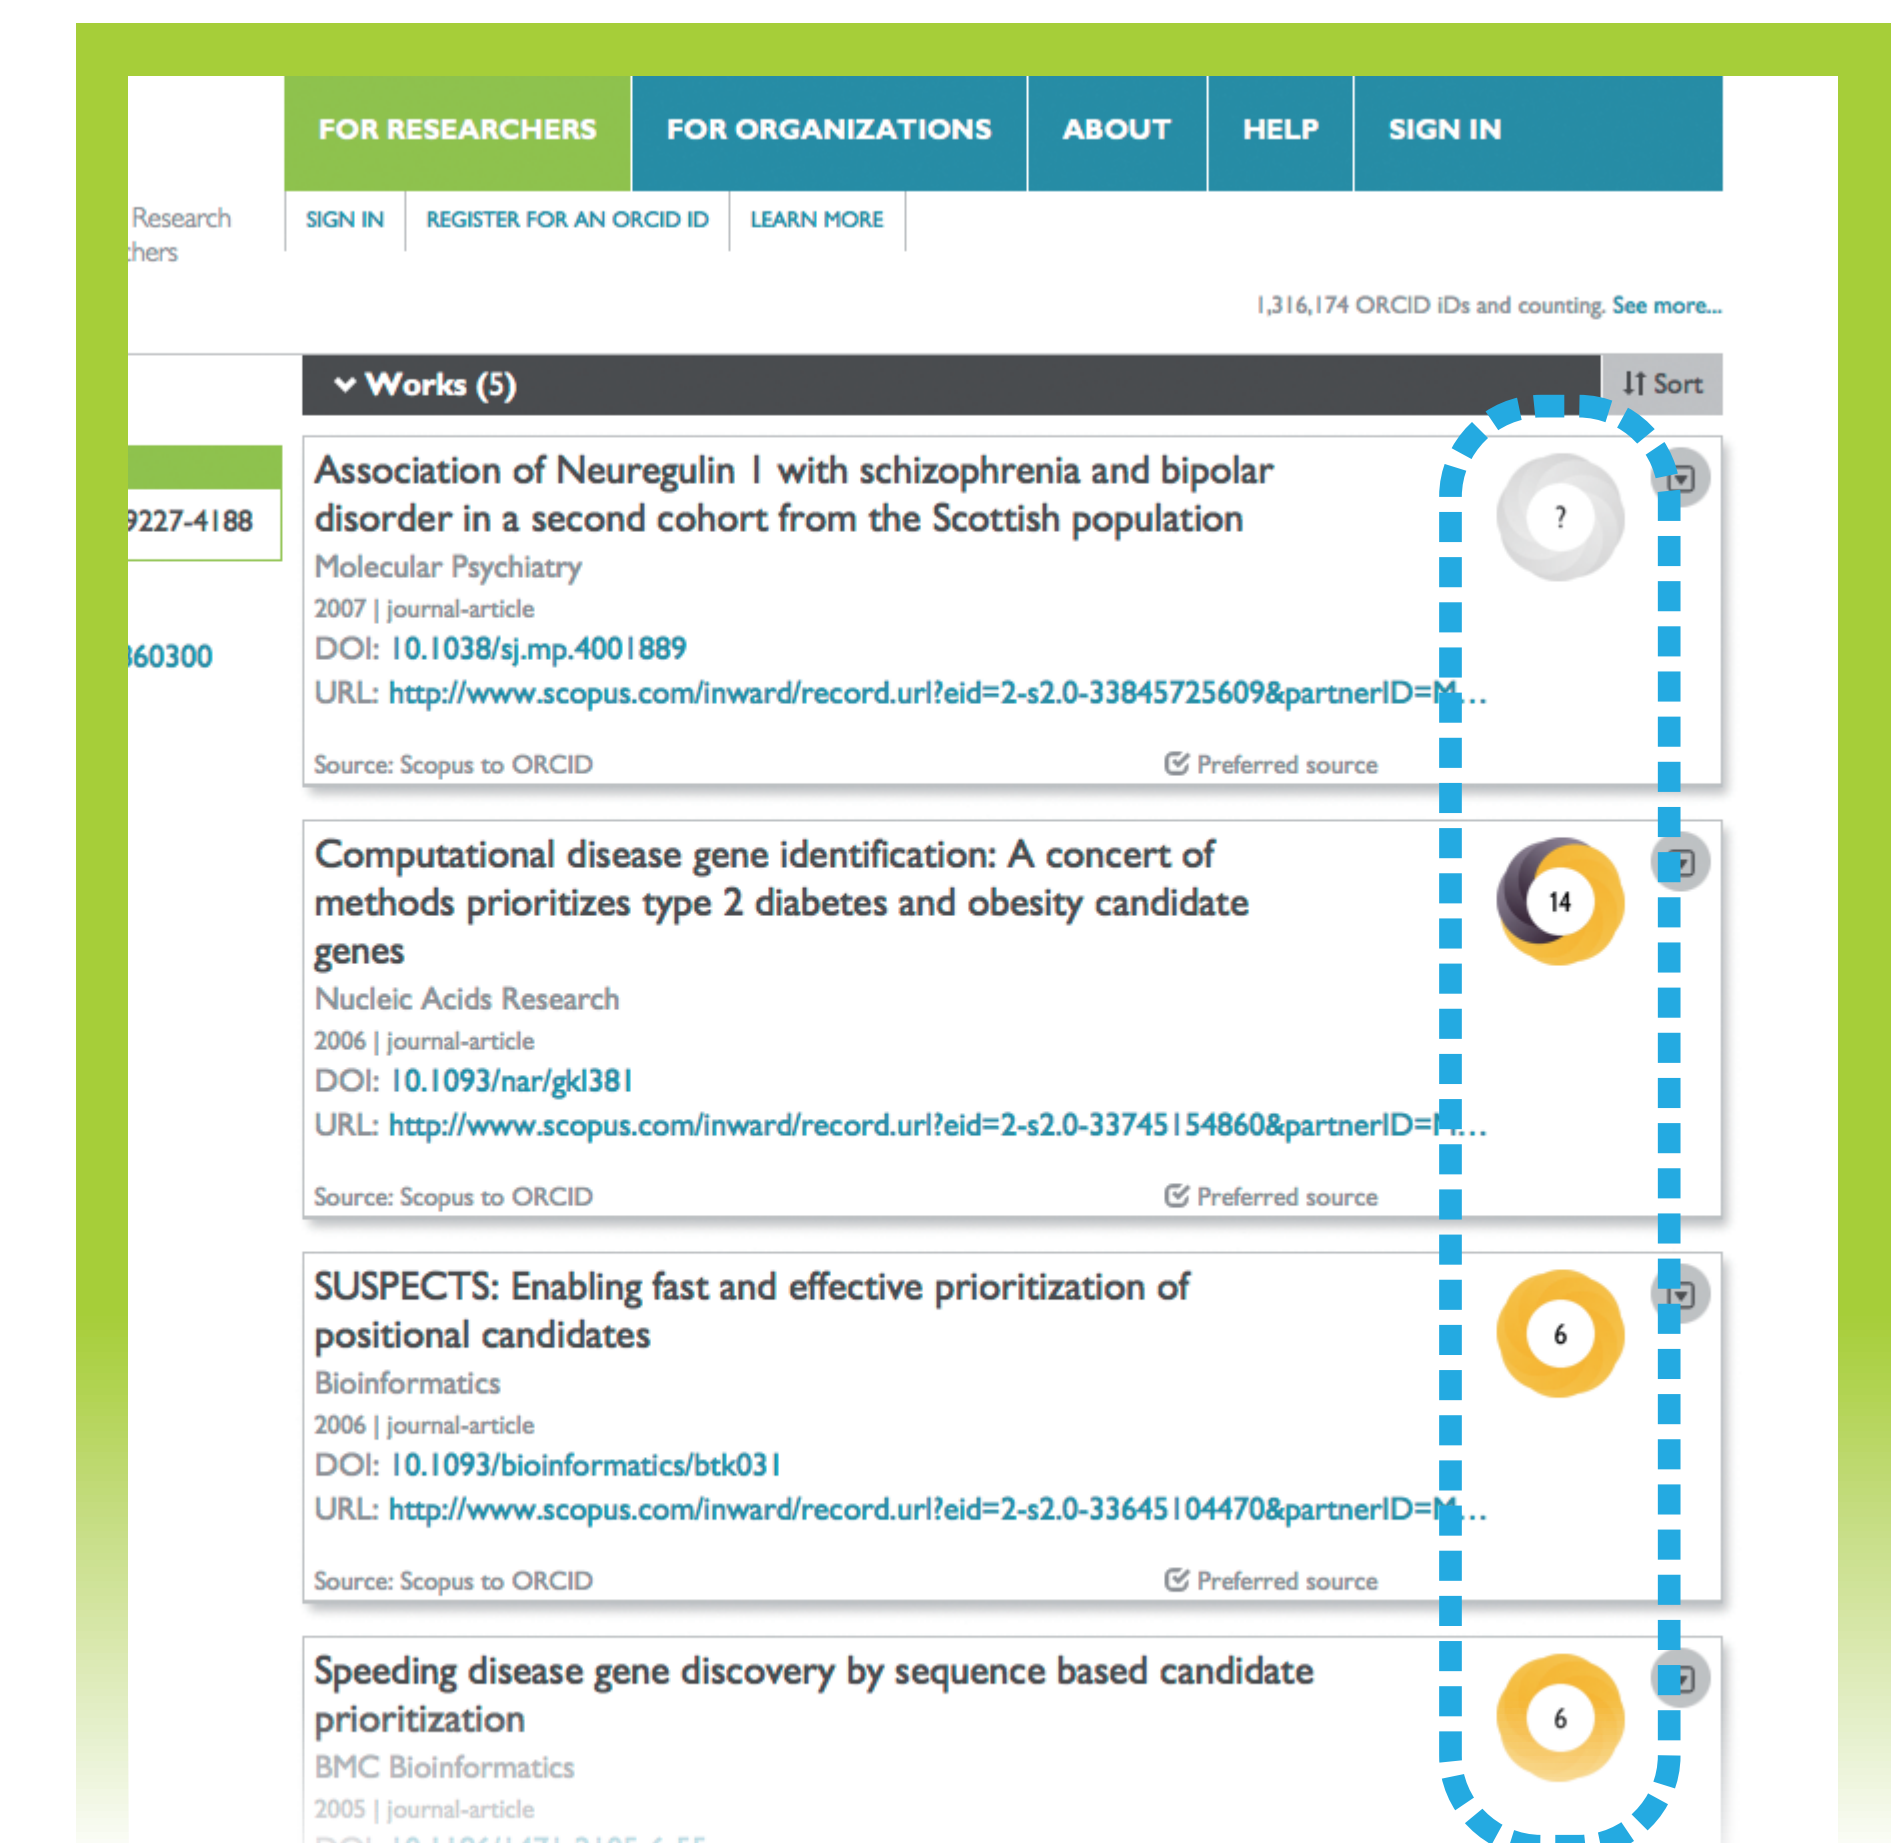 FOR RESEARCHERS FOR ORGANIZATIONS ABOUT HELP SIGN IN
Research
SIGN IN REGISTER FOR AN ORCID ID LEARN MORE
1,316,174 ORCID iDs and counting. See more...
Works (5) Sort
Association of Neuregulin 1 with schizophrenia and bipolar
disorder in a second cohort from the Scottish population
?
9227-4188
Molecular Psychiatry
2007 | journal-article
DOI: 10.1038/sj.mp.4001889
360300
URL: http://www.scopus.com/inward/record.url?eid=2-s2.0-33845725609&partnerID=M...
Source: Scopus to ORCID Preferred source
Computational disease gene identification: A concert of
methods prioritizes type 2 diabetes and obesity candidate
genes
14
Nucleic Acids Research
2006 | journal-article
DOI: 10.1093/nar/gkl381
URL: http://www.scopus.com/inward/record.url?eid=2-s2.0-33745154860&partnerID=M...
Source: Scopus to ORCID Preferred source
SUSPECTS: Enabling fast and effective prioritization of
positional candidates
6
Bioinformatics
2006 | journal-article
DOI: 10.1093/bioinformatics/btk031
URL: http://www.scopus.com/inward/record.url?eid=2-s2.0-33645104470&partnerID=M...
Source: Scopus to ORCID Preferred source
Speeding disease gene discovery by sequence based candidate
prioritization
6
BMC Bioinformatics
2005 | journal-article